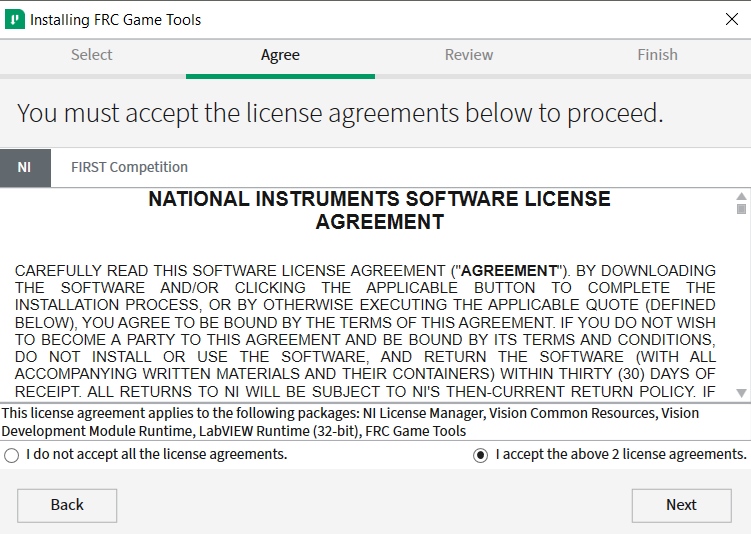 Installing FRC Game Tools
Select
Agree
Review
Finish
You must accept the license agreements below to proceed.
NI
FIRST Competition
NATIONAL INSTRUMENTS SOFTWARE LICENSE
AGREEMENT
CAREFULLY READ THIS SOFTWARE LICENSE AGREEMENT ("AGREEMENT"). BY DOWNLOADING
THE SOFTWARE AND/OR CLICKING THE APPLICABLE BUTTON TO COMPLETE THE
INSTALLATION PROCESS, OR BY OTHERWISE EXECUTING THE APPLICABLE QUOTE (DEFINED
BELOW), YOU AGREE TO BE BOUND BY THE TERMS OF THIS AGREEMENT. IF YOU DO NOT WISH
TO BECOME A PARTY TO THIS AGREEMENT AND BE BOUND BY ITS TERMS AND CONDITIONS,
DO NOT INSTALL OR USE THE SOFTWARE, AND RETURN THE SOFTWARE (WITH ALL
ACCOMPANYING WRITTEN MATERIALS AND THEIR CONTAINERS) WITHIN THIRTY (30) DAYS OF
RECEIPT. ALL RETURNS TO NI WILL BE SUBJECT TO NI'S THEN-CURRENT RETURN POLICY. IF
This license agreement applies to the following packages: NI License Manager, Vision Common Resources, Vision
Development Module Runtime, LabVIEW Runtime (32-bit), FRC Game Tools
I do not accept all the license agreements.
I accept the above 2 license agreements.
Back
Next